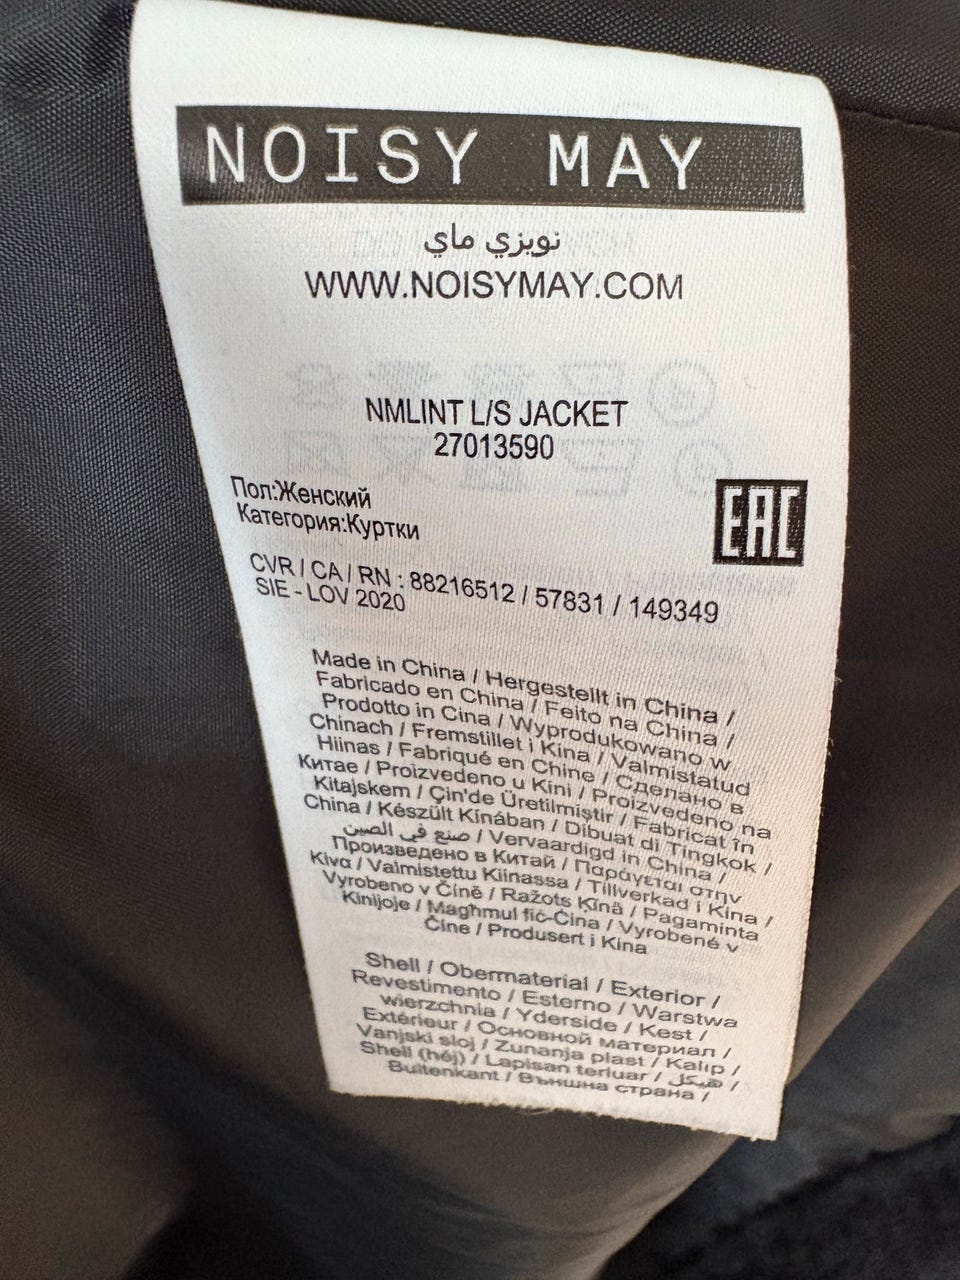 NOISY MAY
نويزي ماي
WWW.NOISYMAY.COM
NMLINT L/S JACKET
27013590
Пол:Женский
Категория:Куртки
EAC
CVR / CA / RN : 88216512 / 57831 / 149349
SIE - LOV 2020
Made in China / Hergestellt in China /
Fabricado en China / Feito na China /
Prodotto in Cina / Wyprodukowano w
Chinach / Fremstillet i Kina / Valmistatud
Hiinas / Fabriqué en Chine / Сделано в
Китае / Proizvedeno u Kini / Proizvedeno na
Kitajskem / Çin'de Üretilmiştir / Fabricat în
China / Készült Kínában / Dibuat di Tingkok /
صنع في الصين / Vervaardigd in China /
Произведено в Китай / Παράγεται στην
Κίνα / Valmistettu Kiinassa / Tillverkad i Kina /
Vyrobeno v Číně / Ražots Ķīnā / Pagaminta
Kinijoje / Magħmul fiċ-Ċina / Vyrobené v
Číne / Produsert i Kina
Shell / Obermaterial / Exterior /
Revestimento / Esterno / Warstwa
wierzchnia / Yderside / Kest /
Extérieur / Основной материал /
Vanjski sloj / Zunanja plast / Kalıp /
Shell (héj) / Lapisan terluar / هيكل /
Buitenkant / Външна страна /